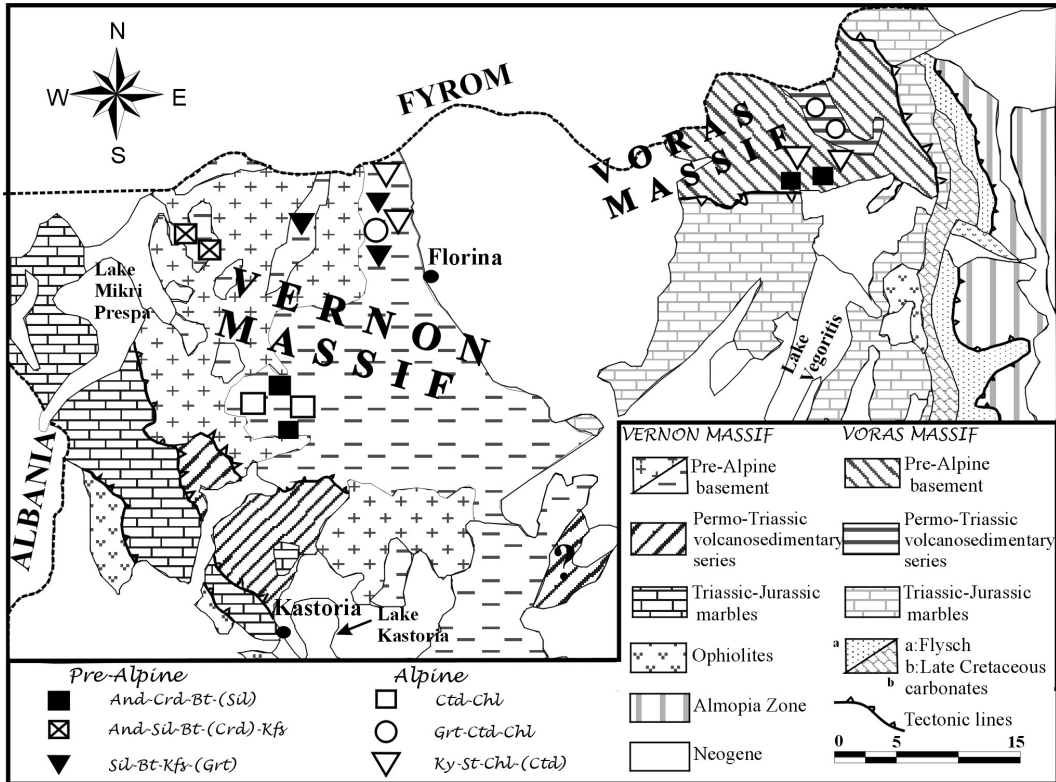 N
W E
S
FYROM
VORAS
MASSIF
Lake
Mikri
Prespa
Florina
VERNON
MASSIF
Lake
Vegoritis
ALBANIA
?
Kastoria
Lake
Kastoria
VERNON MASSIF
VORAS MASSIF
Pre-Alpine
basement
Pre-Alpine
basement
Permo-Triassic
volcanosedimentary
series
Permo-Triassic
volcanosedimentary
series
Triassic-Jurassic
marbles
Triassic-Jurassic
marbles
Ophiolites
a
b
a:Flysch
b:Late Cretaceous
carbonates
Almopia Zone
Tectonic lines
Neogene
0 5 15
Pre-Alpine
And-Crd-Bt-(Sil)
And-Sil-Bt-(Crd)-Kfs
Sil-Bt-Kfs-(Grt)
Alpine
Ctd-Chl
Grt-Ctd-Chl
Ky-St-Chl-(Ctd)